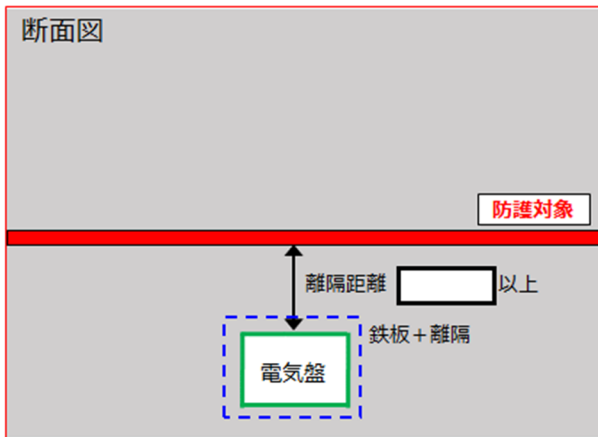 断面図
防護対象
離隔距離 以上
鉄板＋離隔
電気盤